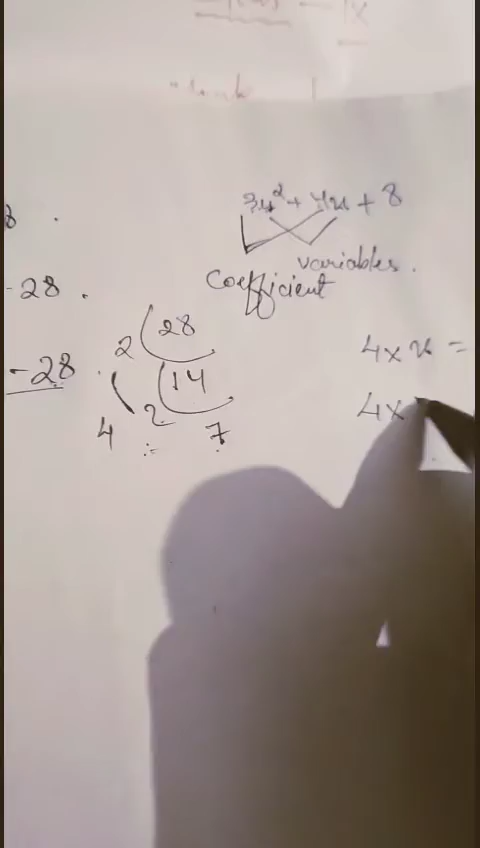 3x² + 4x + 8
variables.
coefficient
-28.
2 28
-28
2 14
4 7
4 × x =
4 ×